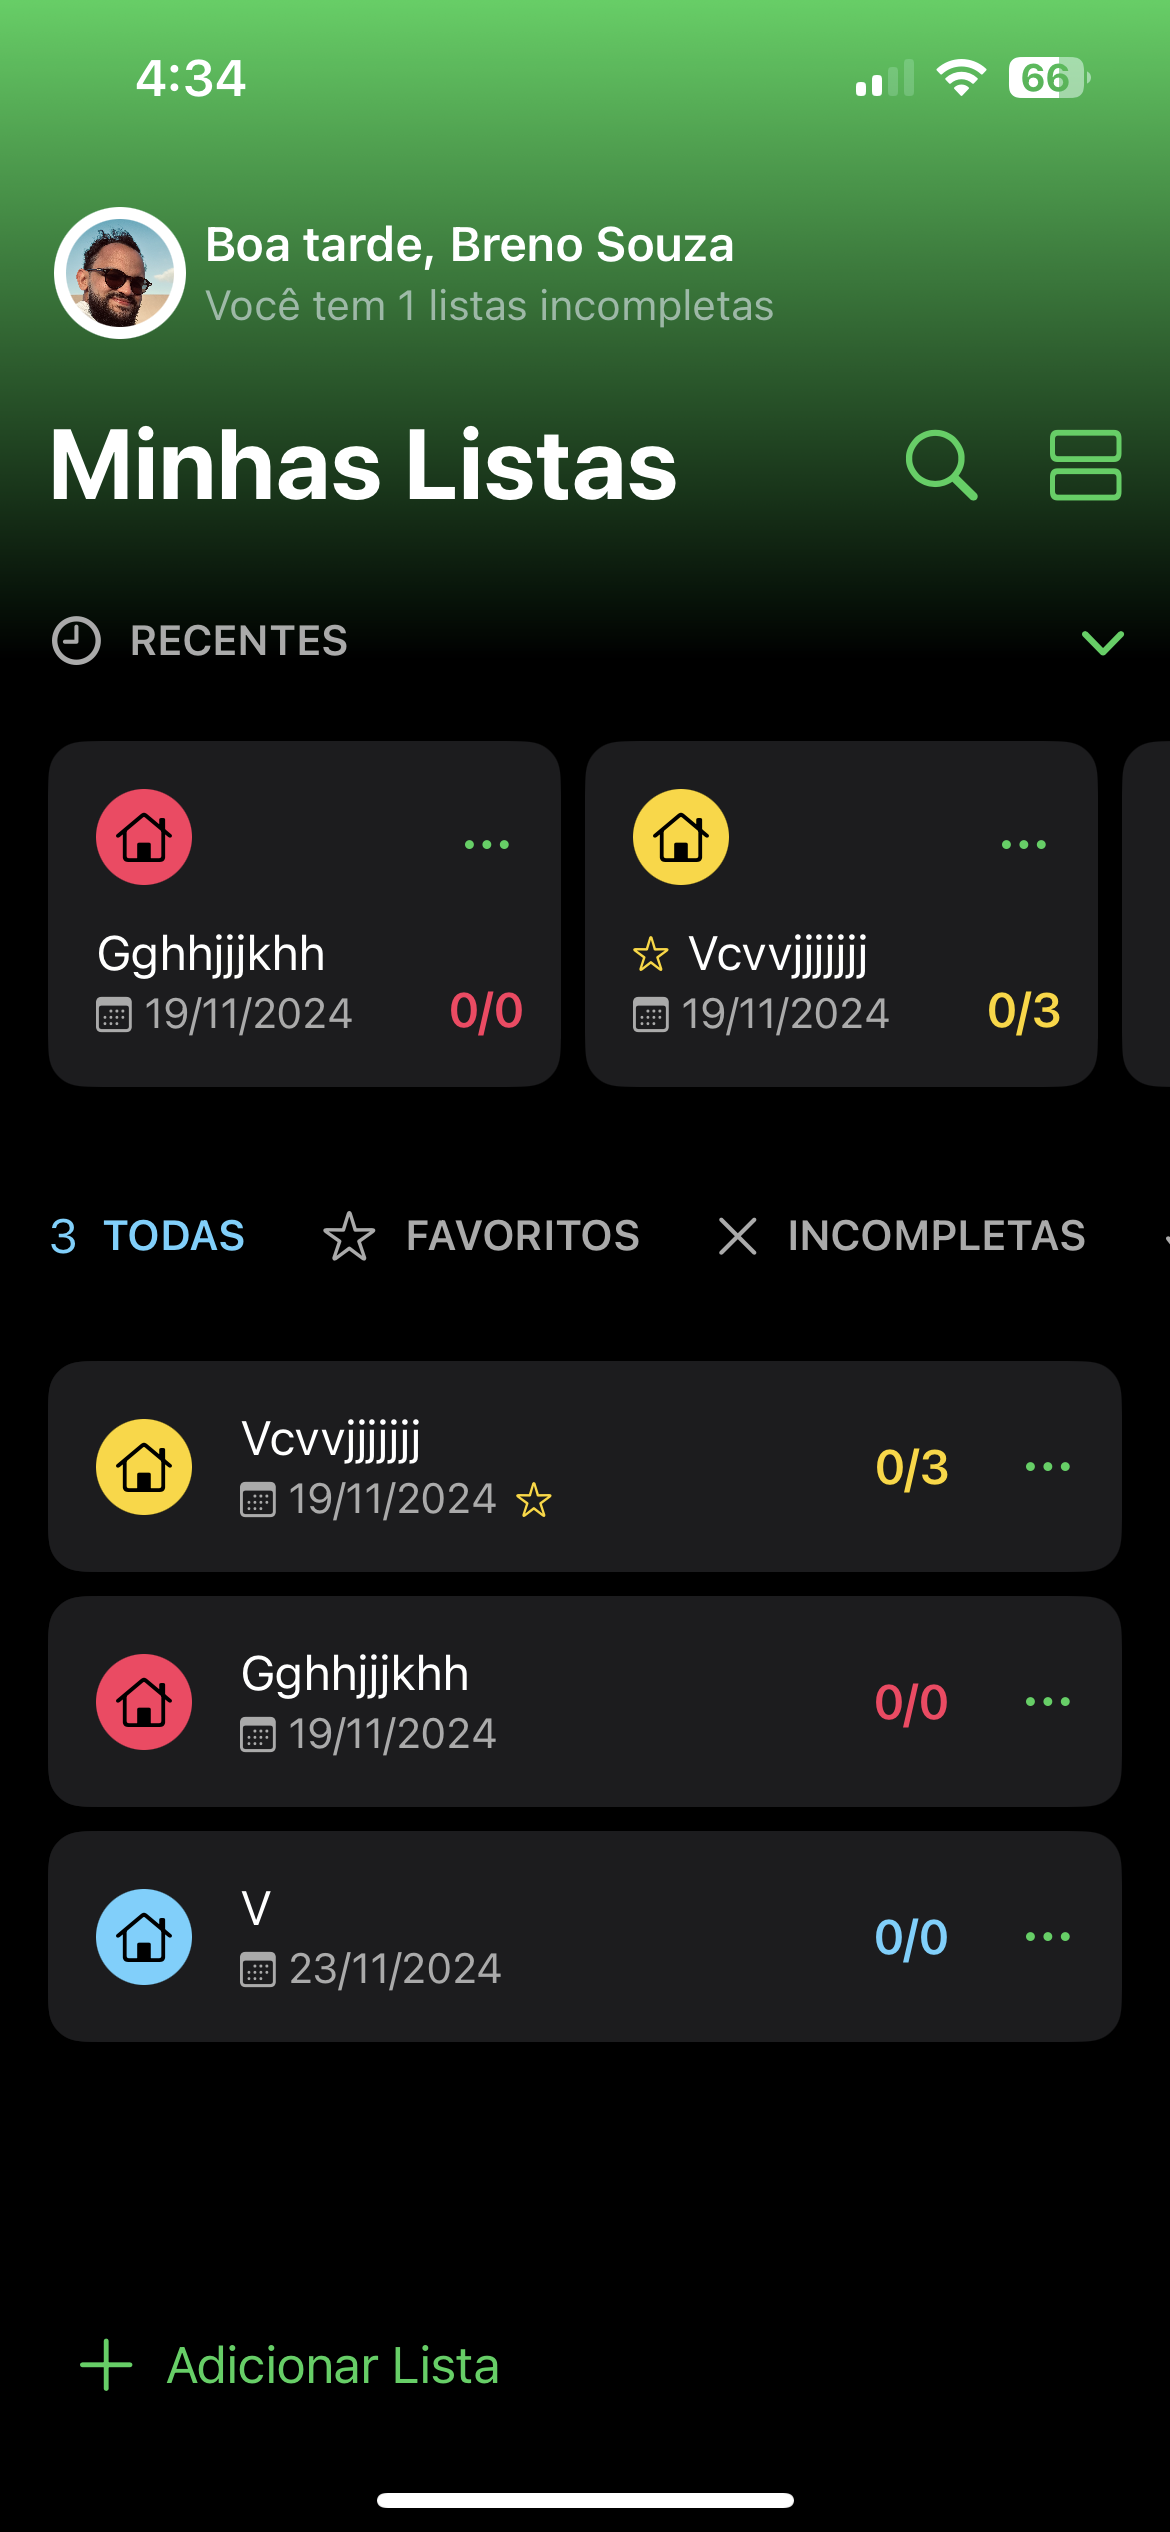 4:34
66
Boa tarde, Breno Souza
Você tem 1 listas incompletas
Minhas Listas
RECENTES
Gghhjjjkhh
19/11/2024
0/0
Vcvvjjjjjjj
19/11/2024
0/3
3 TODAS
FAVORITOS
INCOMPLETAS
Vcvvjjjjjjj
19/11/2024
0/3
Gghhjjjkhh
19/11/2024
0/0
V
23/11/2024
0/0
Adicionar Lista